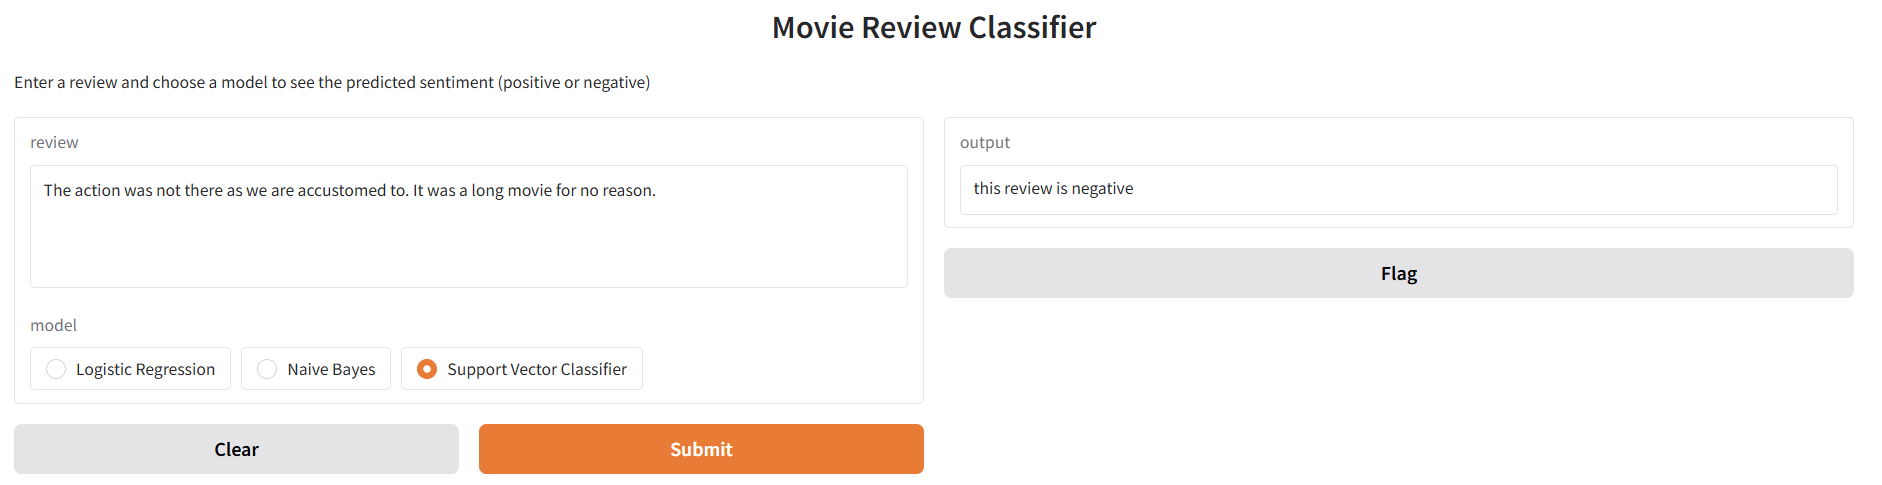 Movie Review Classifier
Enter a review and choose a model to see the predicted sentiment (positive or negative)
review
The action was not there as we are accustomed to. It was a long movie for no reason.
model
Logistic Regression
Naive Bayes
Support Vector Classifier
Clear
Submit
output
this review is negative
Flag